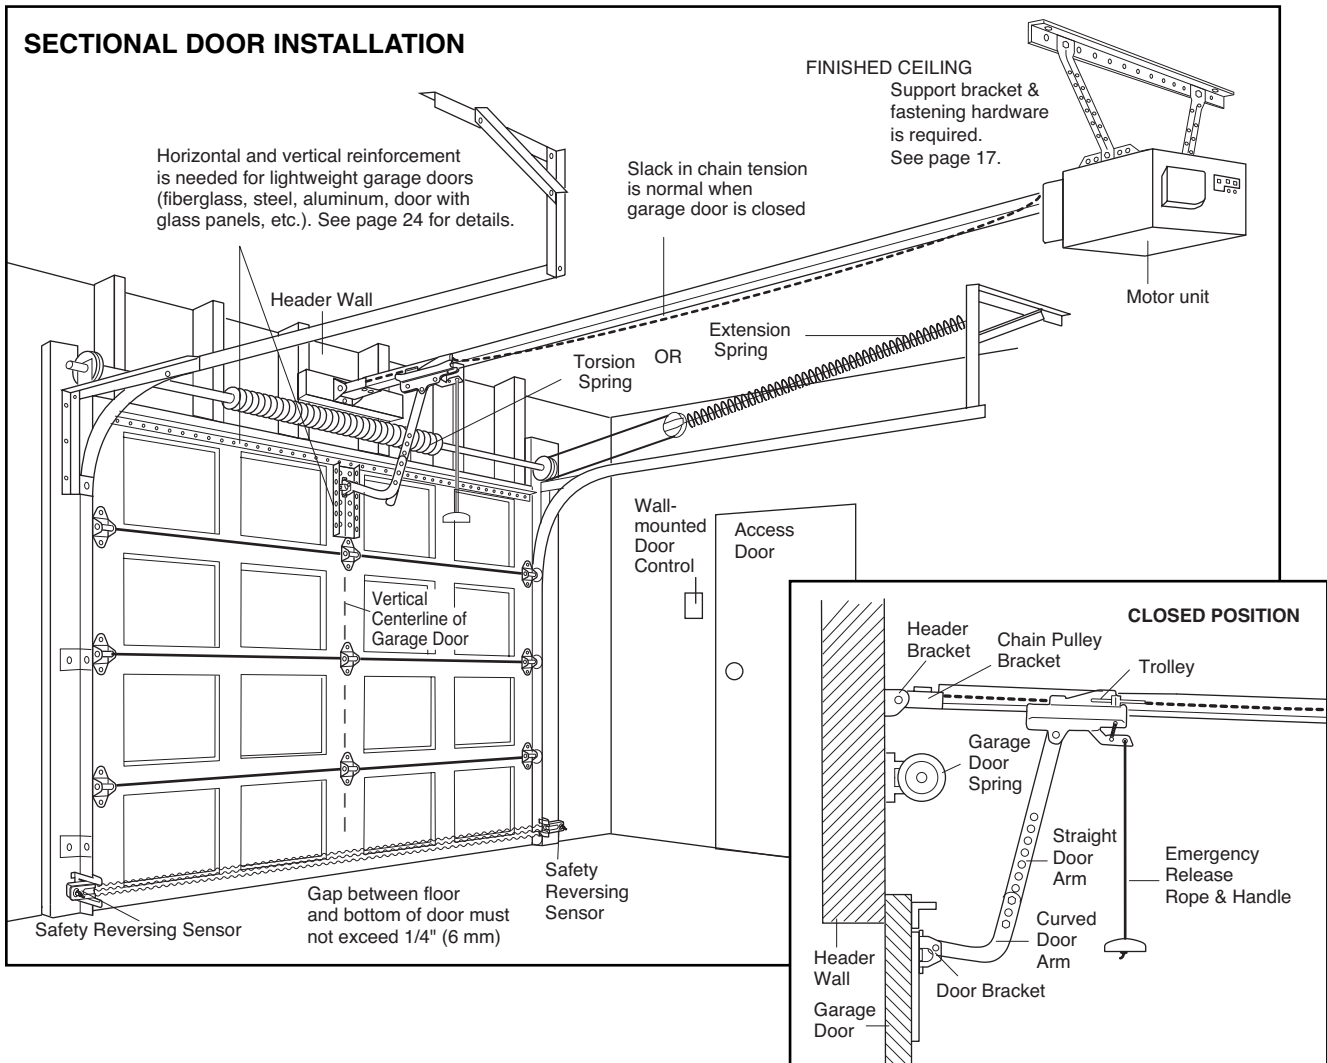 SECTIONAL DOOR INSTALLATION
FINISHED CEILING
Support bracket &
fastening hardware
is required.
See page 17.
Horizontal and vertical reinforcement
is needed for lightweight garage doors
(fiberglass, steel, aluminum, door with
glass panels, etc.). See page 24 for details.
Slack in chain tension
is normal when
garage door is closed
Header Wall
Motor unit
Torsion
Spring
OR
Extension
Spring
Wall-
mounted
Door
Control
Access
Door
Vertical
Centerline of
Garage Door
Safety Reversing Sensor
Gap between floor
and bottom of door must
not exceed 1/4" (6 mm)
Safety
Reversing
Sensor
CLOSED POSITION
Header
Bracket
Chain Pulley
Bracket
Trolley
Garage
Door
Spring
Straight
Door
Arm
Emergency
Release
Rope & Handle
Curved
Door
Arm
Header
Wall
Door Bracket
Garage
Door